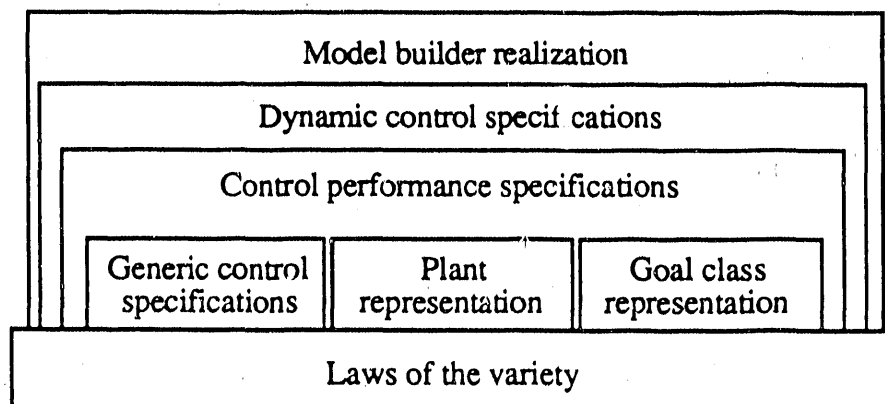 Model builder realization
Dynamic control specif cations
Control performance specifications
Generic control
specifications
Plant
representation
Goal class
representation
Laws of the variety